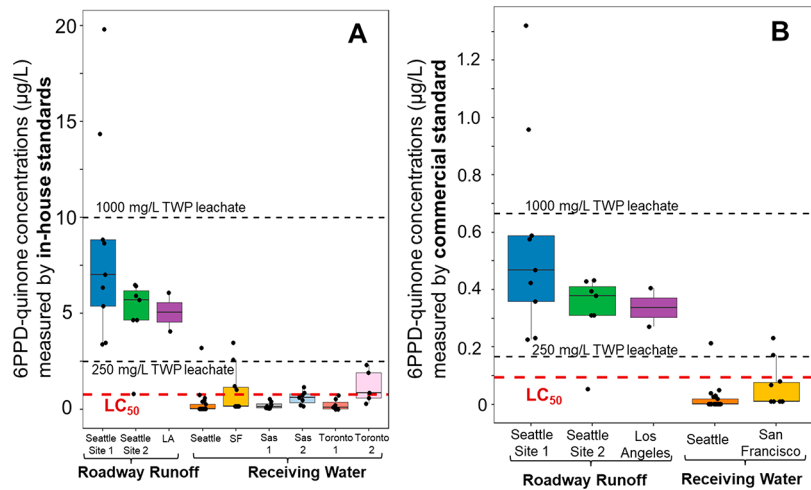 A
6PPD-quinone concentrations (µg/L)
measured by in-house standards
20
15
10
5
0
1000 mg/L TWP leachate
250 mg/L TWP leachate
LC50
Seattle
Site 1
Seattle
Site 2
LA
Seattle
SF
Sas
1
Sas
2
Toronto
1
Toronto
2
Roadway Runoff
Receiving Water
B
6PPD-quinone concentrations (µg/L)
measured by commercial standard
1.2
1.0
0.8
0.6
0.4
0.2
0
1000 mg/L TWP leachate
250 mg/L TWP leachate
LC50
Seattle
Site 1
Seattle
Site 2
Los
Angeles
Seattle
San
Francisco
Roadway Runoff
Receiving Water